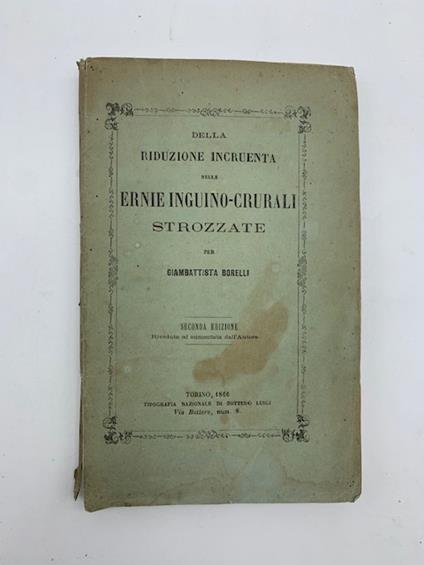 DELLA
RIDUZIONE INCRUENTA
NELLE
ERNIE INGUINO-CRURALI
STROZZATE
PER
GIAMBATTISTA BORELLI
SECONDA EDIZIONE
Riveduta ed aumentata dall'Autore
TORINO, 1866
TIPOGRAFIA NAZIONALE DI BOTTERO LUIGI
Via Bottero, num. 8.